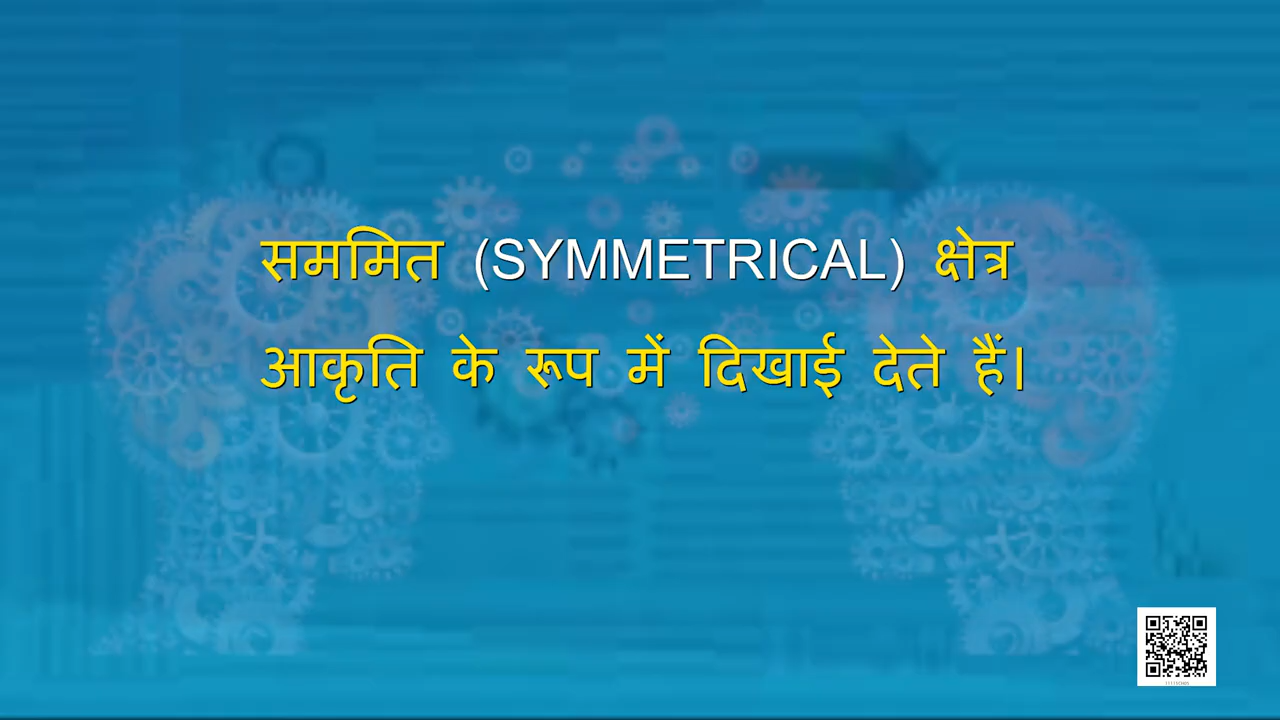 सममित (SYMMETRICAL) क्षेत्र
आकृति के रूप में दिखाई देते हैं।